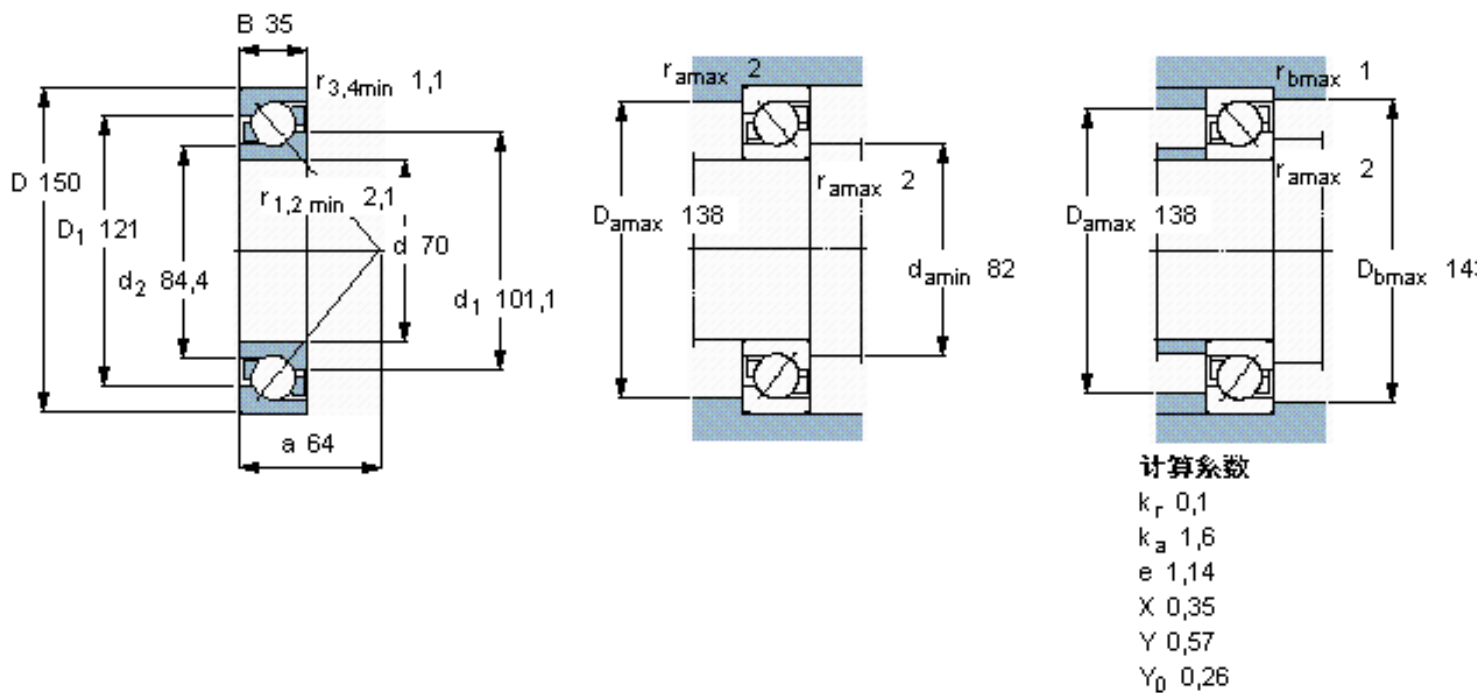 B 35
r3,4min 1,1
D 150
D1 121
r1,2 min 2,1
d2 84,4
d 70
d1 101,1
a 64
ramax 2
ramax 2
Damax 138
damin 82
rbmax 1
ramax 2
Damax 138
Dbmax 143
计算系数
kr 0,1
ka 1,6
e 1,14
X 0,35
Y 0,57
Y0 0,26